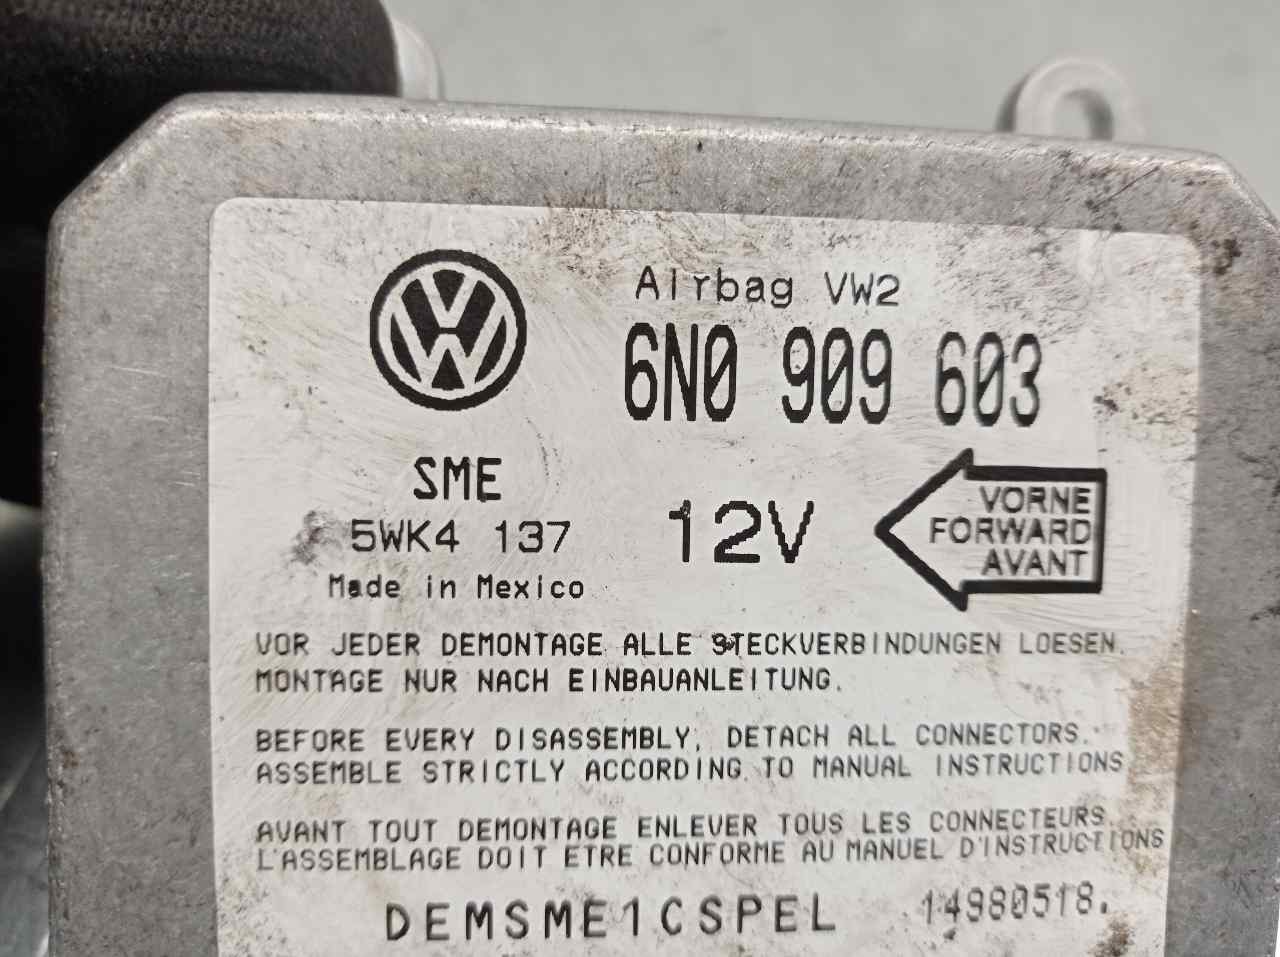 Airbag VW2
6N0 909 603
SME
5WK4 137
12V
VORNE
FORWARD
AVANT
Made in Mexico
VOR JEDER DEMONTAGE ALLE STECKVERBINDUNGEN LOESEN.
MONTAGE NUR NACH EINBAUANLEITUNG.
BEFORE EVERY DISASSEMBLY, DETACH ALL CONNECTORS.
ASSEMBLE STRICTLY ACCORDING TO MANUAL INSTRUCTIONS
AVANT TOUT DEMONTAGE ENLEVER TOUS LES CONNECTEURS.
L'ASSEMBLAGE DOIT ETRE CONFORME AU MANUEL D'INSTRUCTIONS
DEMSME1CSPEL 14980518.